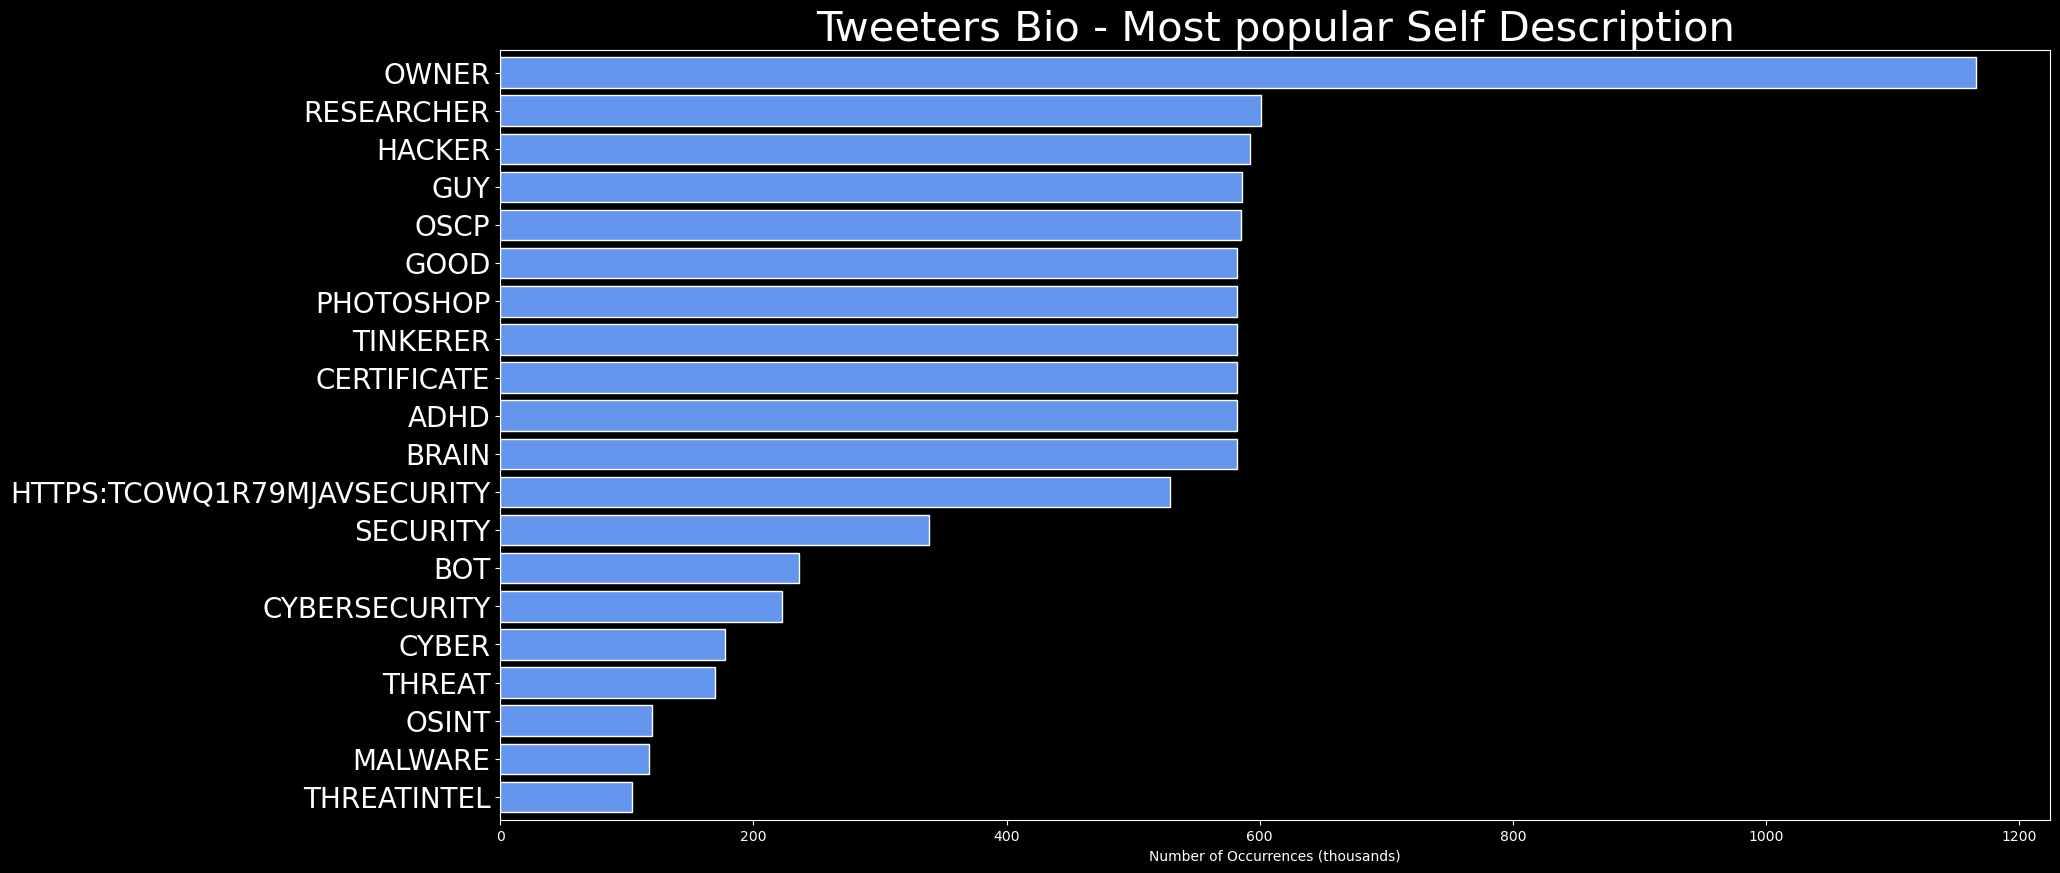 Tweeters Bio - Most popular Self Description
OWNER
RESEARCHER
HACKER
GUY
OSCP
GOOD
PHOTOSHOP
TINKERER
CERTIFICATE
ADHD
BRAIN
HTTPS:TCOWQ1R79MJAVSECURITY
SECURITY
BOT
CYBERSECURITY
CYBER
THREAT
OSINT
MALWARE
THREATINTEL
0 200 400 600 800 1000 1200
Number of Occurrences (thousands)